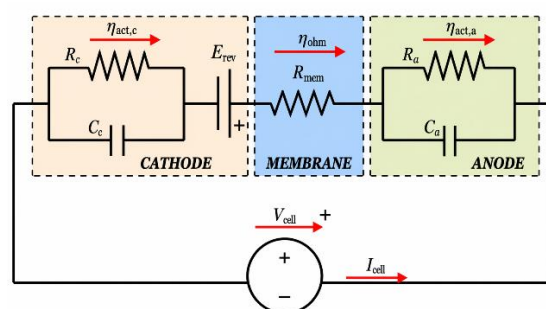 η_act,c E_rev η_ohm η_act,a
R_c R_mem R_a
C_c + C_a
CATHODE MEMBRANE ANODE
V_cell +
+ I_cell
−